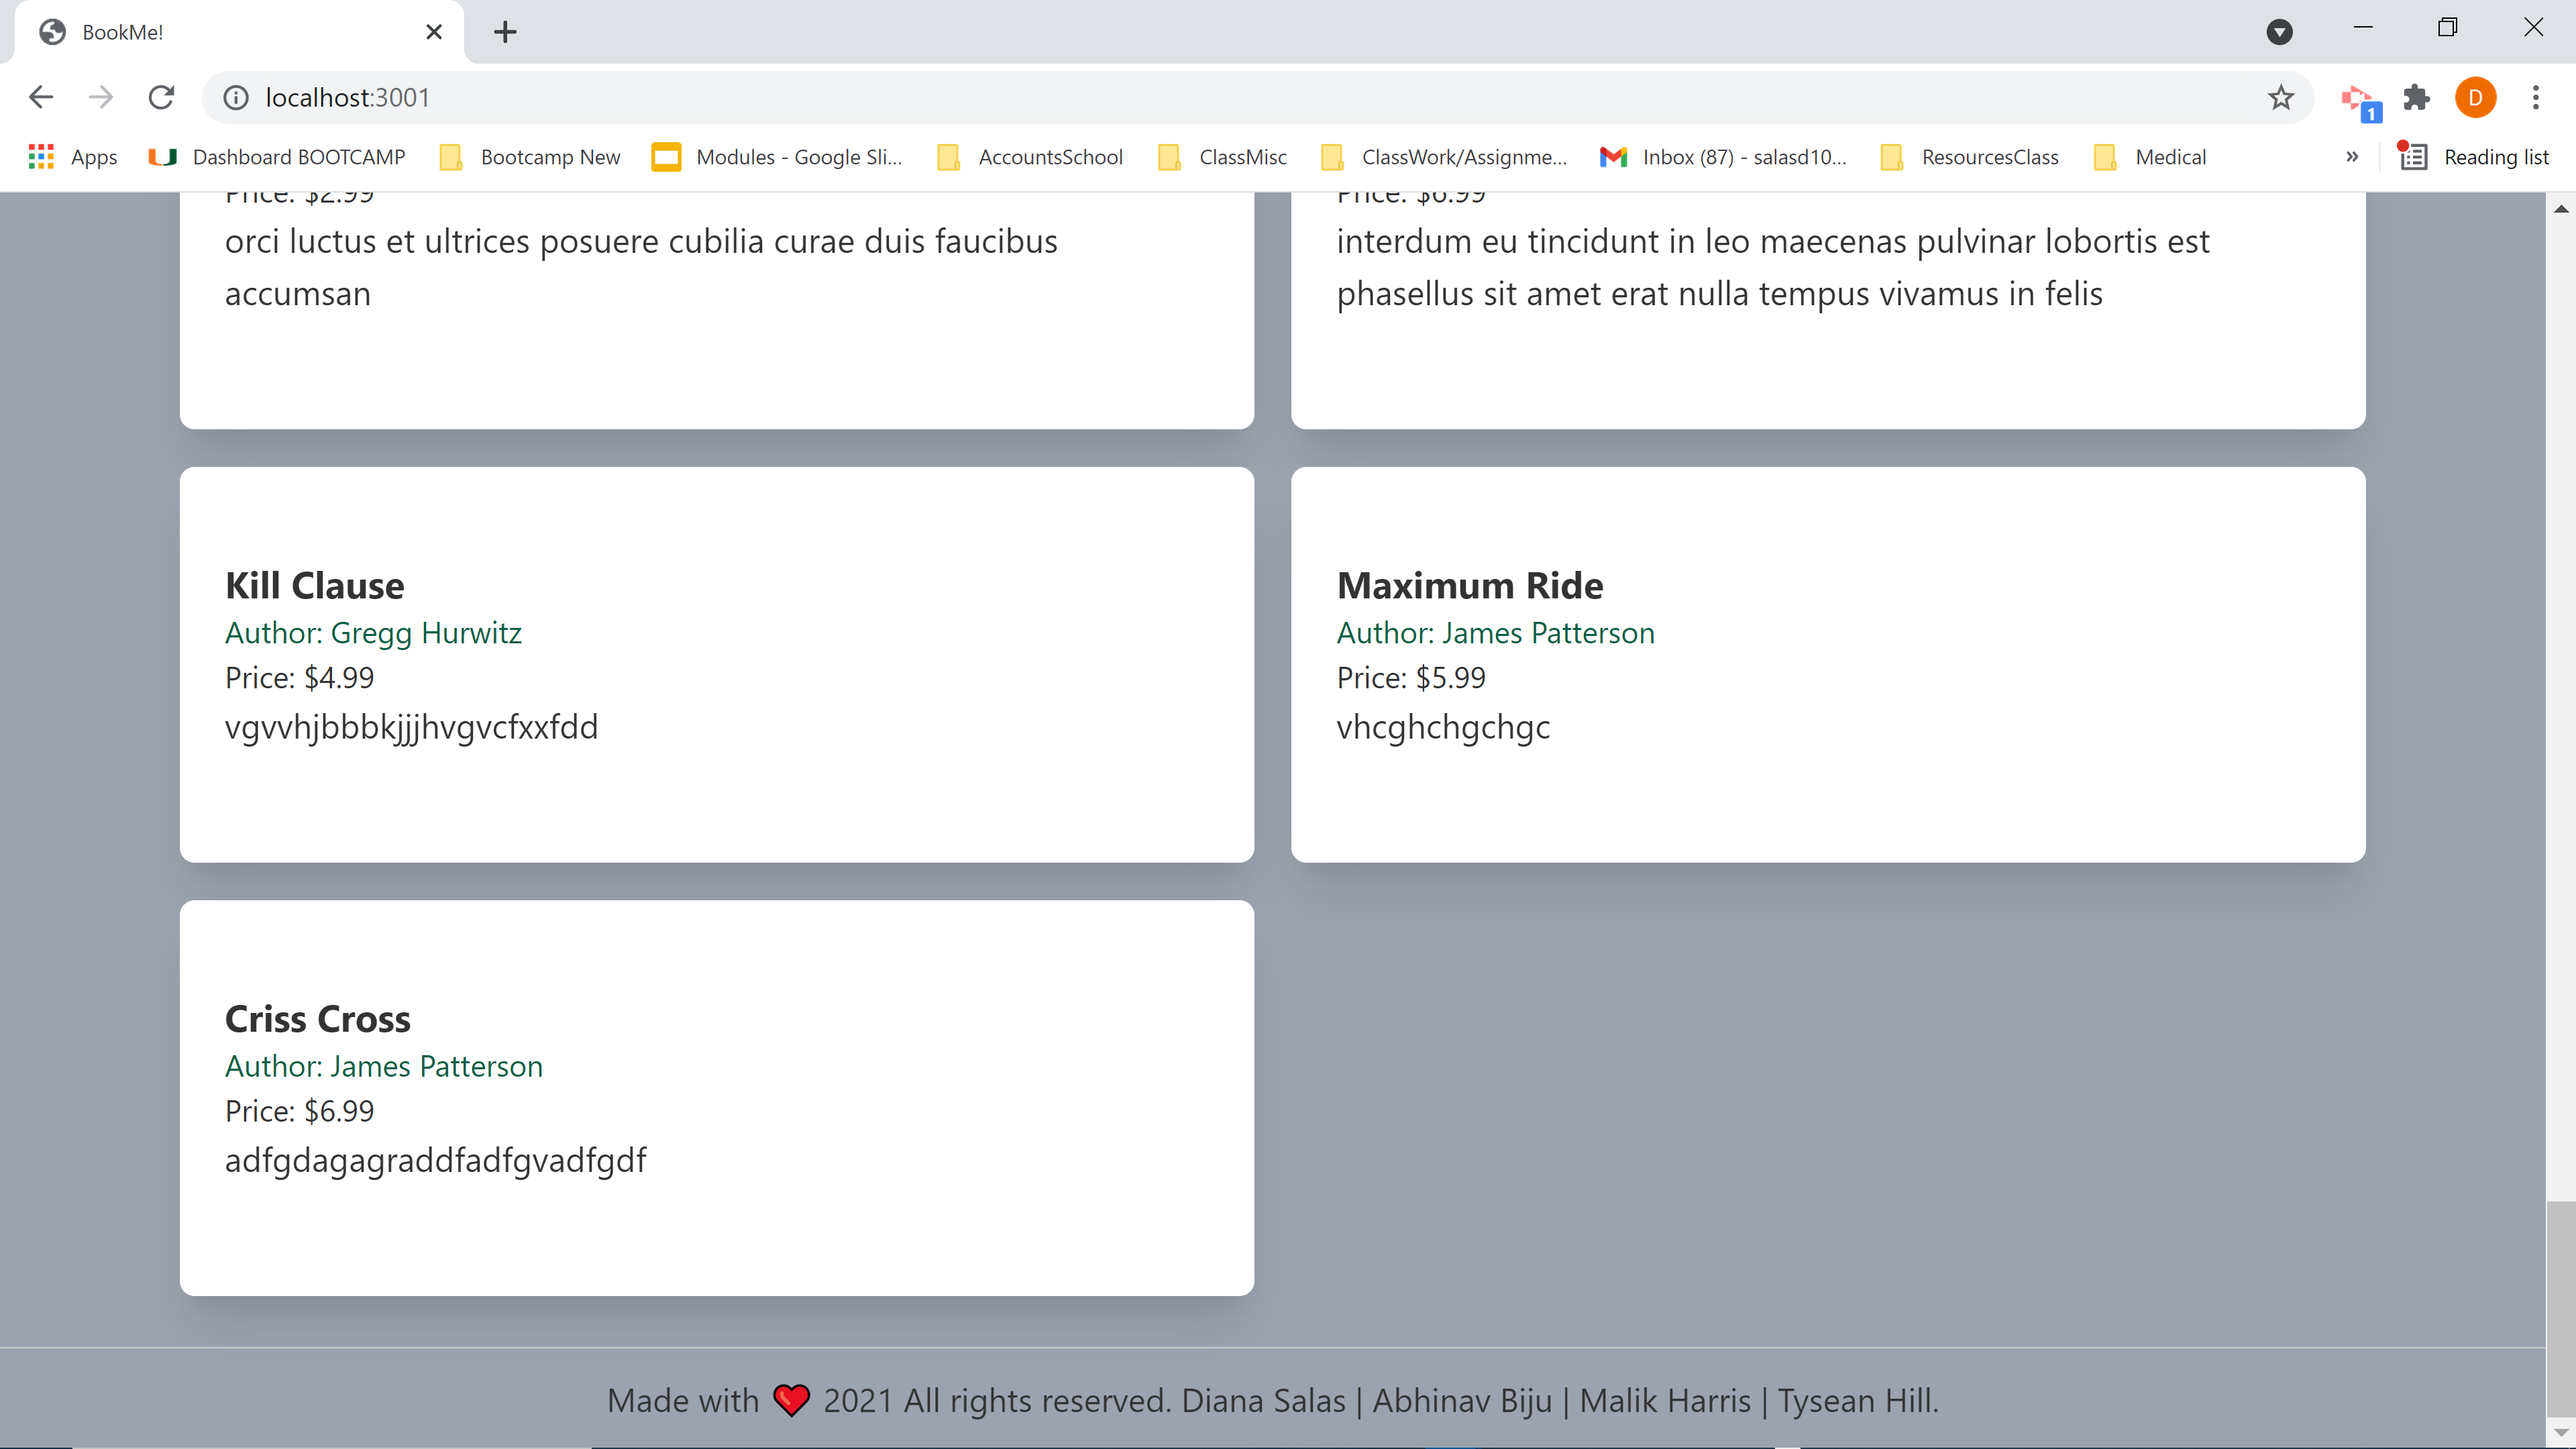 BookMe!
localhost:3001
D
1
Apps
Dashboard BOOTCAMP
Bootcamp New
Modules - Google Sli...
AccountsSchool
ClassMisc
ClassWork/Assignme...
Inbox (87) - salasd10...
ResourcesClass
Medical
»
Reading list
Price: $2.99
orci luctus et ultrices posuere cubilia curae duis faucibus
accumsan
Price: $6.99
interdum eu tincidunt in leo maecenas pulvinar lobortis est
phasellus sit amet erat nulla tempus vivamus in felis
Kill Clause
Author: Gregg Hurwitz
Price: $4.99
vgvvhjbbbkjjjhvgvcfxxfdd
Maximum Ride
Author: James Patterson
Price: $5.99
vhcghchgchgc
Criss Cross
Author: James Patterson
Price: $6.99
adfgdagagraddfadfgvadfgdf
Made with ❤️ 2021 All rights reserved. Diana Salas | Abhinav Biju | Malik Harris | Tysean Hill.